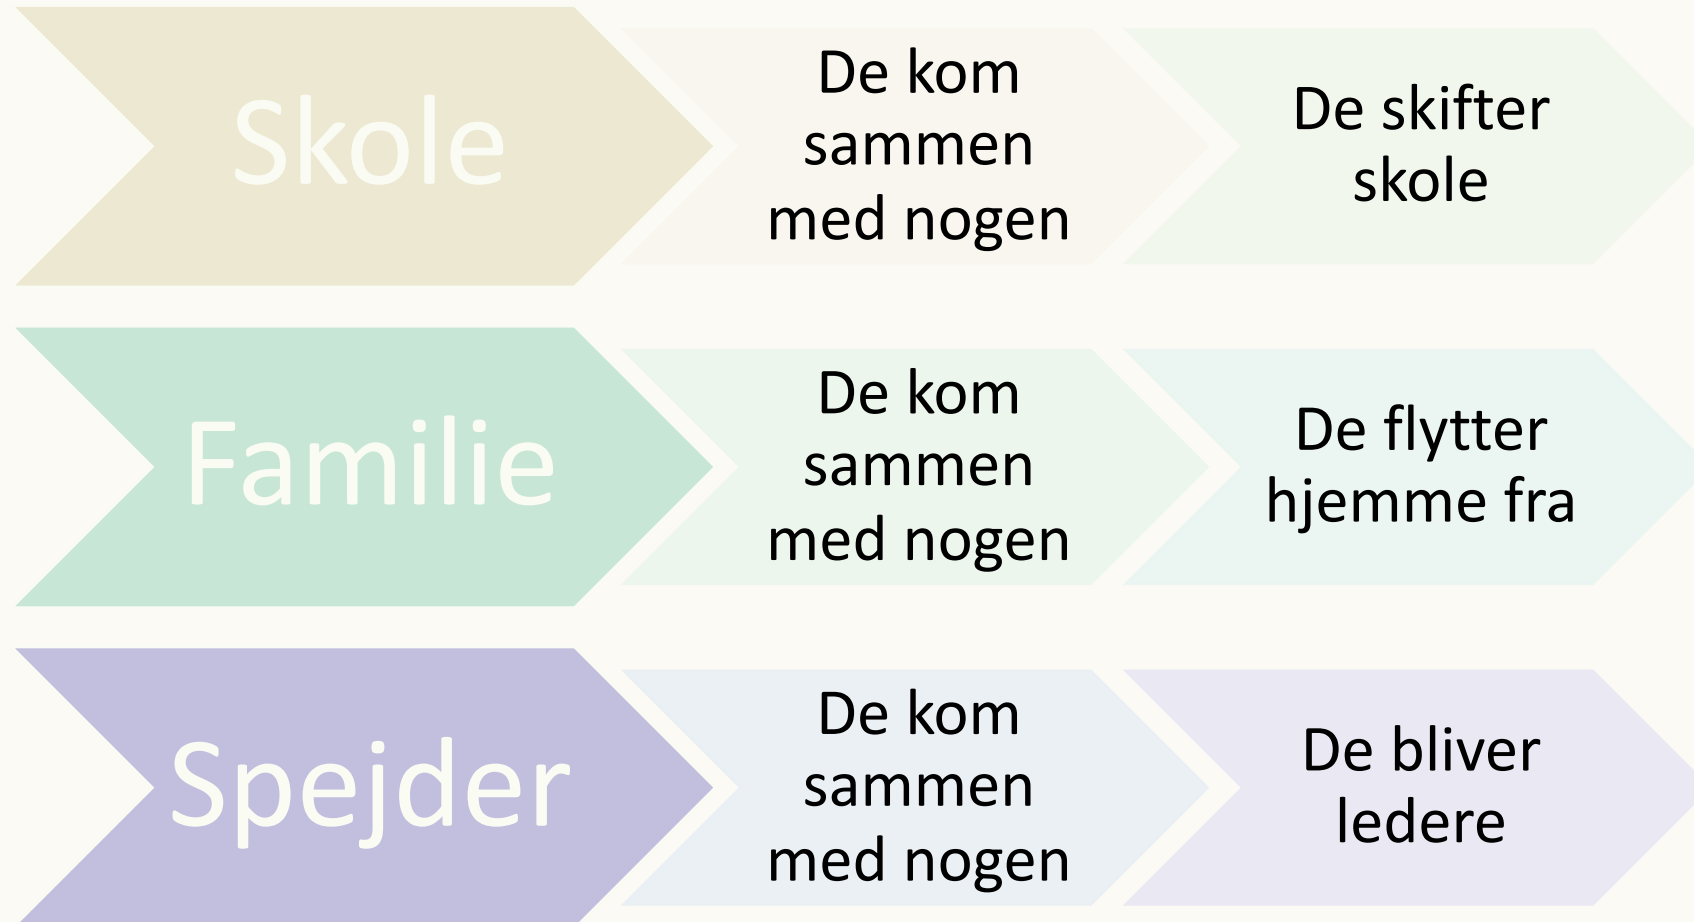 Skole
De kom
sammen
med nogen
De skifter
skole
Familie
De kom
sammen
med nogen
De flytter
hjemme fra
Spejder
De kom
sammen
med nogen
De bliver
ledere